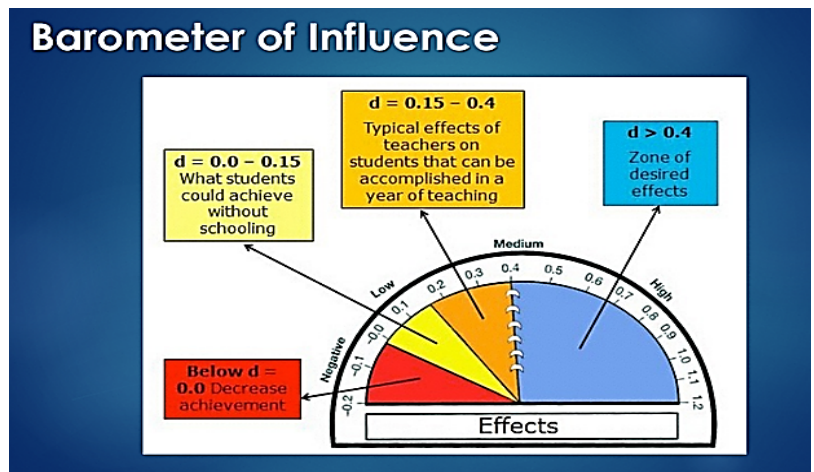 Barometer of Influence
d = 0.15 – 0.4
Typical effects of
teachers on
students that can be
accomplished in a
year of teaching
d > 0.4
Zone of
desired
effects
d = 0.0 – 0.15
What students
could achieve
without
schooling
Below d =
0.0 Decrease
achievement
Negative
Low
Medium
High
-0.2
-0.1
-0.0
0.1
0.2
0.3
0.4
0.5
0.6
0.7
0.8
0.9
1.0
1.1
1.2
Effects